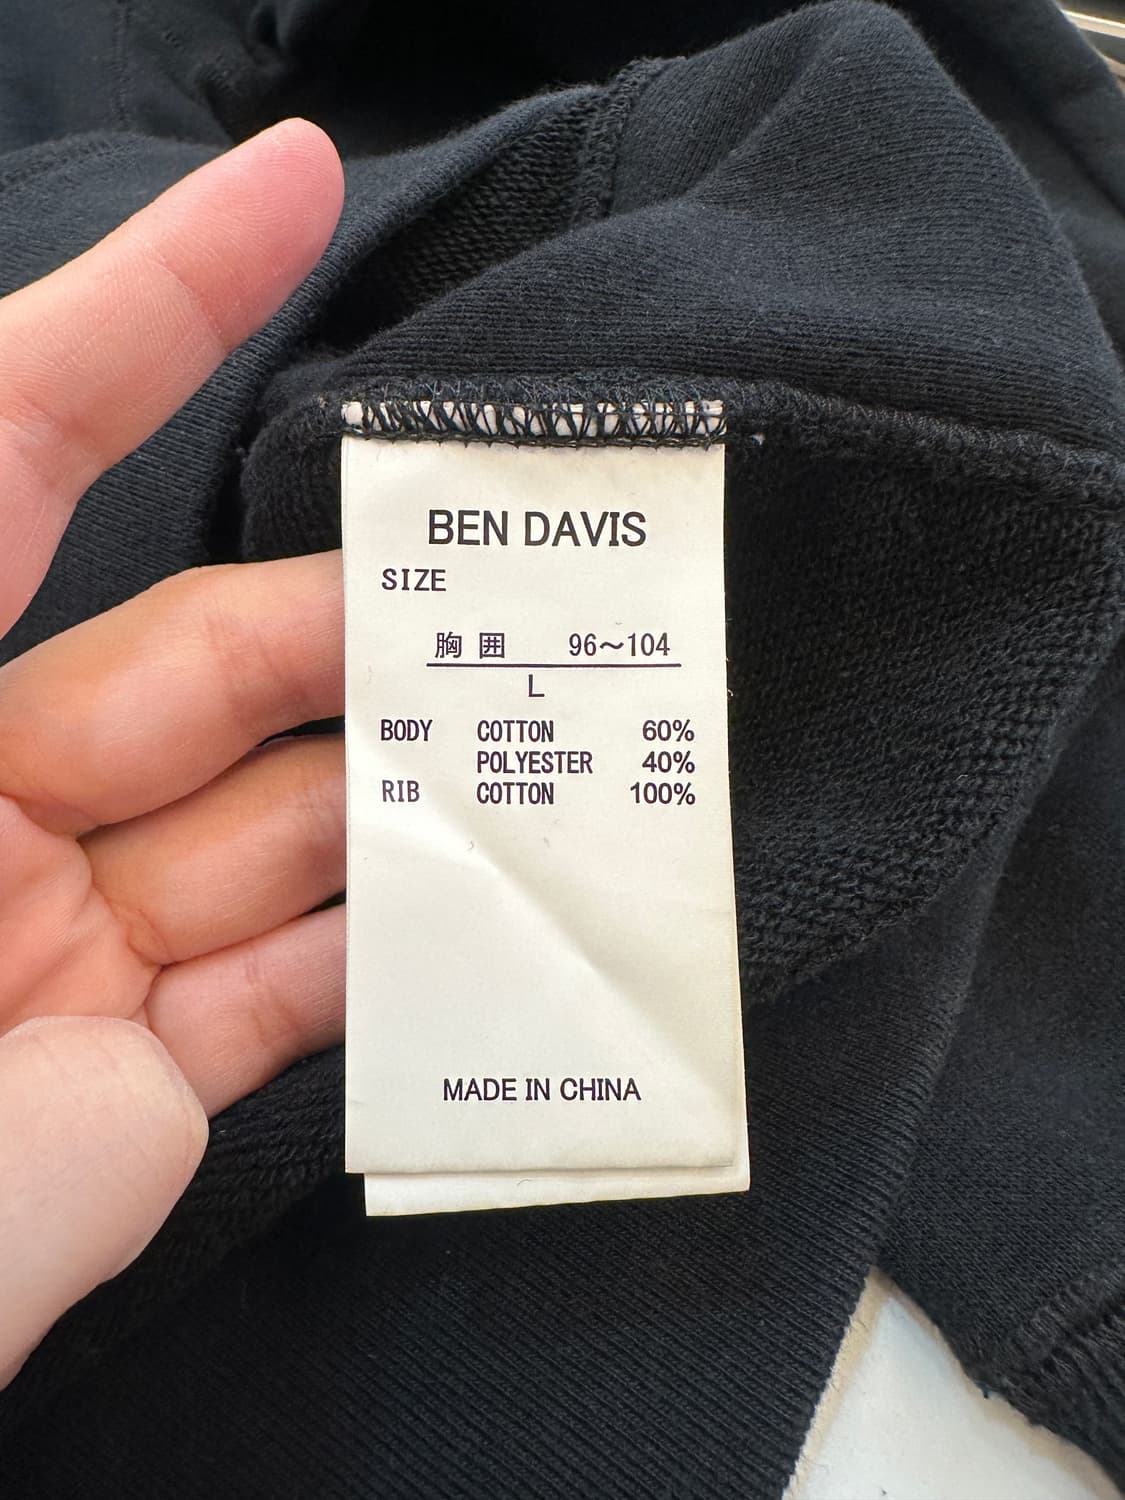 BEN DAVIS
SIZE
胸囲 96～104
L
BODY COTTON 60%
POLYESTER 40%
RIB COTTON 100%
MADE IN CHINA